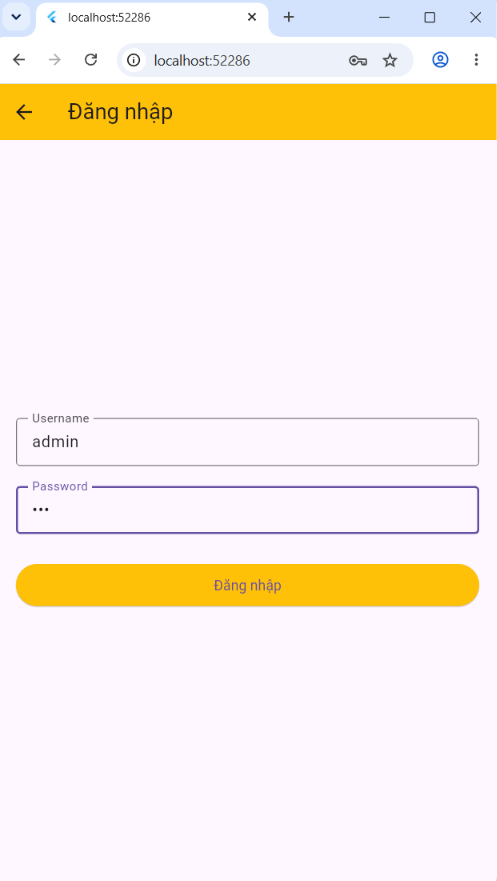 localhost:52286
localhost:52286
Đăng nhập
Username
admin
Password
•••
Đăng nhập